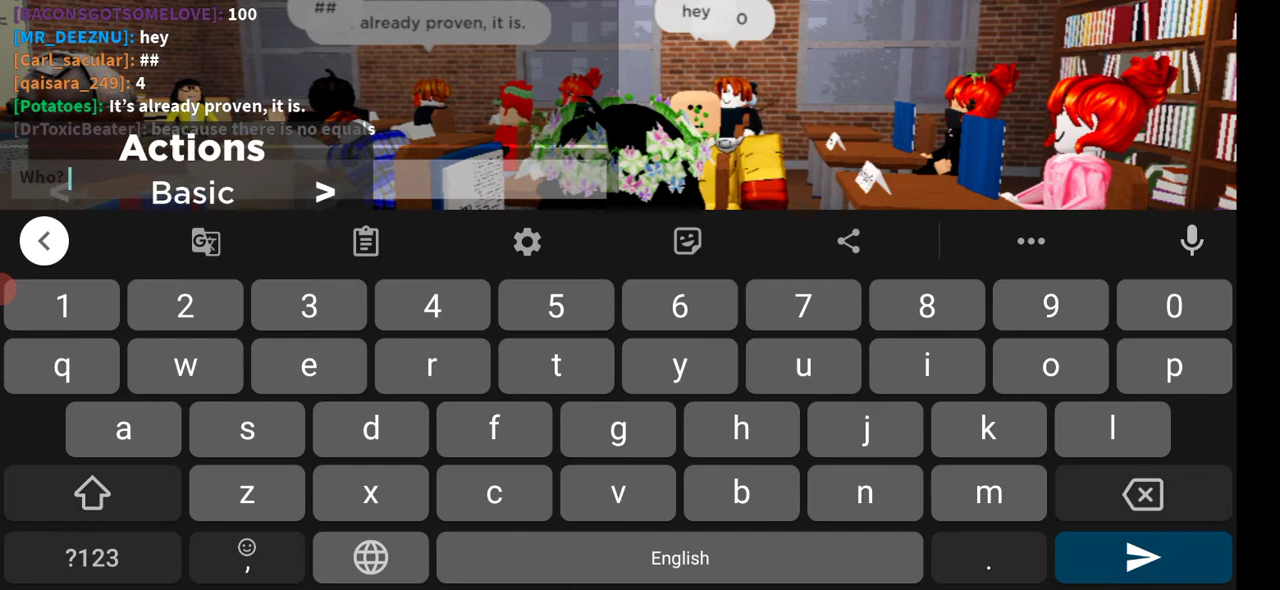 [BACONSGOTSOMELOVE]: 100
[MR_DEEZNU]: hey
[Carl_sacular]: ##
[qaisara_249]: 4
[Potatoes]: It's already proven, it is.
[DrToxicBeater]: beacause there is no equa's
##
already proven, it is.
hey
0
Actions
Who?
< Basic >
1 2 3 4 5 6 7 8 9 0
q w e r t y u i o p
a s d f g h j k l
z x c v b n m
?123 , English .